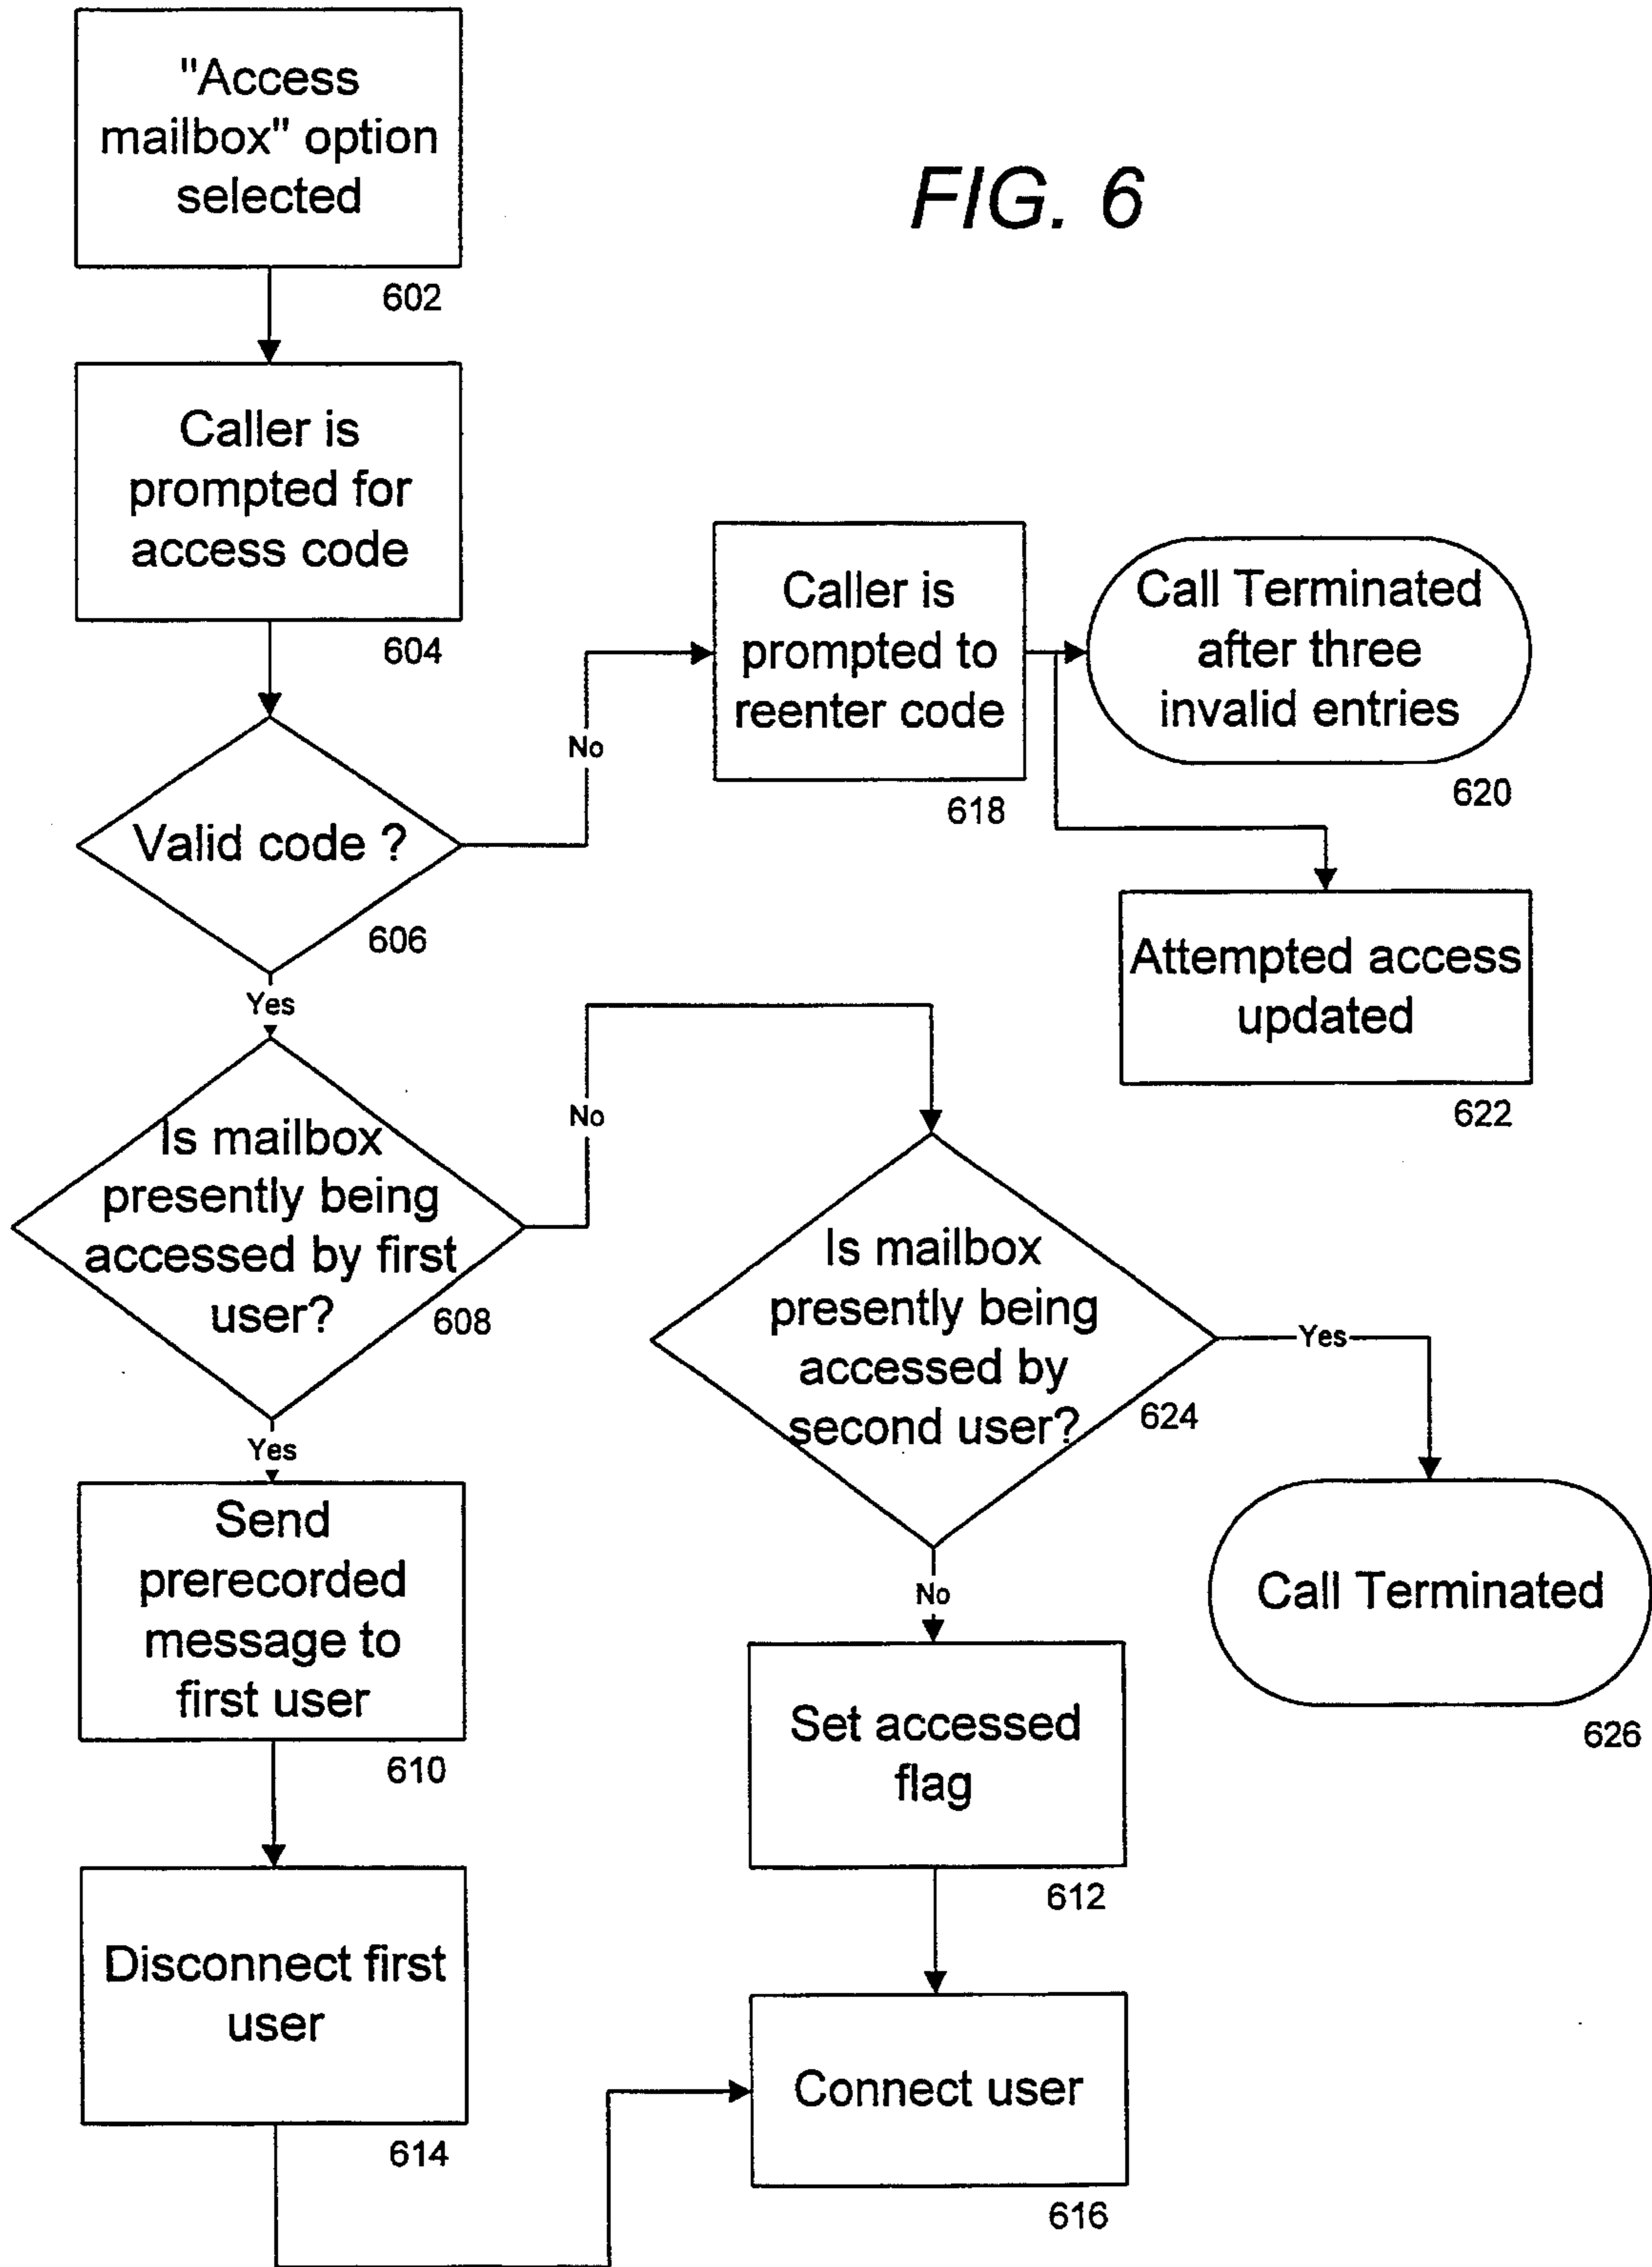 FIG. 6
"Access
mailbox" option
selected
602
Caller is
prompted for
access code
604
Valid code ?
606
No
Caller is
prompted to
reenter code
618
Call Terminated
after three
invalid entries
620
Attempted access
updated
622
Yes
Is mailbox
presently being
accessed by first
user?
608
No
Is mailbox
presently being
accessed by
second user?
624
Yes
Call Terminated
626
Yes
Send
prerecorded
message to
first user
610
No
Set accessed
flag
612
Disconnect first
user
614
Connect user
616